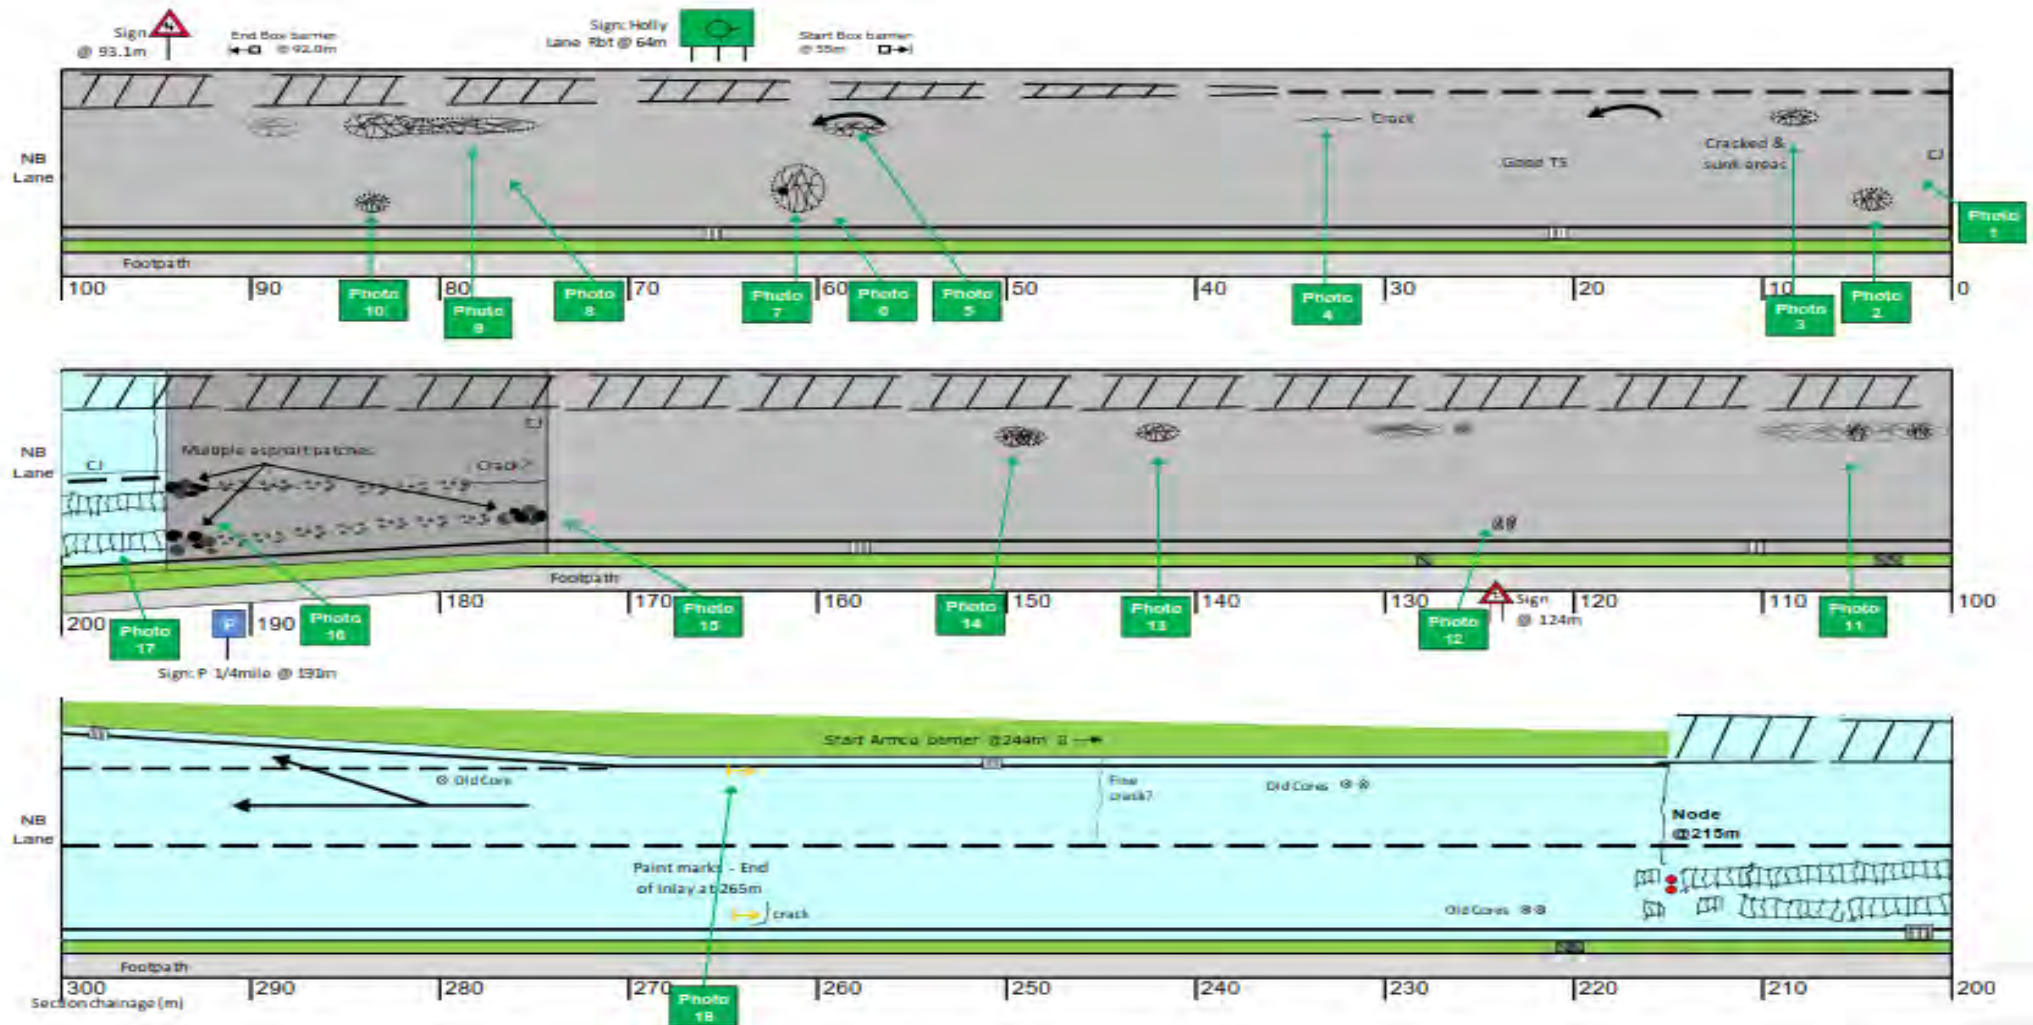 Sign
@ 93.1m
End Box barrier
@ 92.0m
Sign: Holly
Lane Rbt @ 64m
Start Box barrier
@ 55m
NB
Lane
Crack
Good TS
Cracked &
sunk areas
CJ
Photo
1
Footpath
100
90
80
70
60
50
40
30
20
10
0
Photo
10
Photo
9
Photo
8
Photo
7
Photo
6
Photo
5
Photo
4
Photo
3
Photo
2
NB
Lane
CJ
CJ
Multiple asphalt patches
Crack?
Footpath
200
190
180
170
160
150
140
130
120
110
100
Photo
17
P
Photo
16
Photo
15
Photo
14
Photo
13
Photo
12
Sign
@ 124m
Photo
11
Sign: P 1/4mile @ 191m
Start Armco barrier @244m
Old Core
Fine
crack?
Old Cores
Node
@215m
NB
Lane
Paint marks - End
of Inlay at 265m
crack
Old Cores
Footpath
300
290
280
270
260
250
240
230
220
210
200
Section chainage (m)
Photo
18